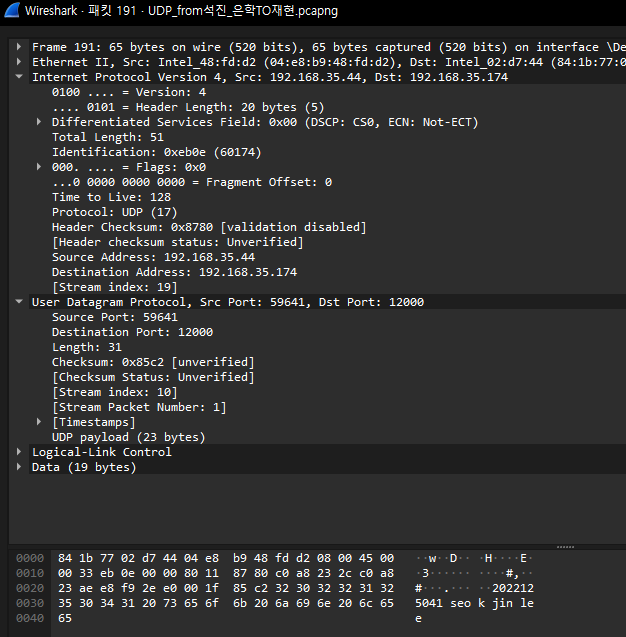 Wireshark · 패킷 191 · UDP_from석진_은학TO재현.pcapng
Frame 191: 65 bytes on wire (520 bits), 65 bytes captured (520 bits) on interface \De
Ethernet II, Src: Intel_48:fd:d2 (04:e8:b9:48:fd:d2), Dst: Intel_02:d7:44 (84:1b:77:0
Internet Protocol Version 4, Src: 192.168.35.44, Dst: 192.168.35.174
0100 .... = Version: 4
.... 0101 = Header Length: 20 bytes (5)
Differentiated Services Field: 0x00 (DSCP: CS0, ECN: Not-ECT)
Total Length: 51
Identification: 0xeb0e (60174)
000. .... = Flags: 0x0
...0 0000 0000 0000 = Fragment Offset: 0
Time to Live: 128
Protocol: UDP (17)
Header Checksum: 0x8780 [validation disabled]
[Header checksum status: Unverified]
Source Address: 192.168.35.44
Destination Address: 192.168.35.174
[Stream index: 19]
User Datagram Protocol, Src Port: 59641, Dst Port: 12000
Source Port: 59641
Destination Port: 12000
Length: 31
Checksum: 0x85c2 [unverified]
[Checksum Status: Unverified]
[Stream index: 10]
[Stream Packet Number: 1]
[Timestamps]
UDP payload (23 bytes)
Logical-Link Control
Data (19 bytes)
0000 84 1b 77 02 d7 44 04 e8 b9 48 fd d2 08 00 45 00 ··w··D·· ·H····E·
0010 00 33 eb 0e 00 00 80 11 87 80 c0 a8 23 2c c0 a8 ·3······ ····#,··
0020 23 ae e8 f9 2e e0 00 1f 85 c2 32 30 32 32 31 32 #···.··· ··202212
0030 35 30 34 31 20 73 65 6f 6b 20 6a 69 6e 20 6c 65 5041 seo k jin le
0040 65 e